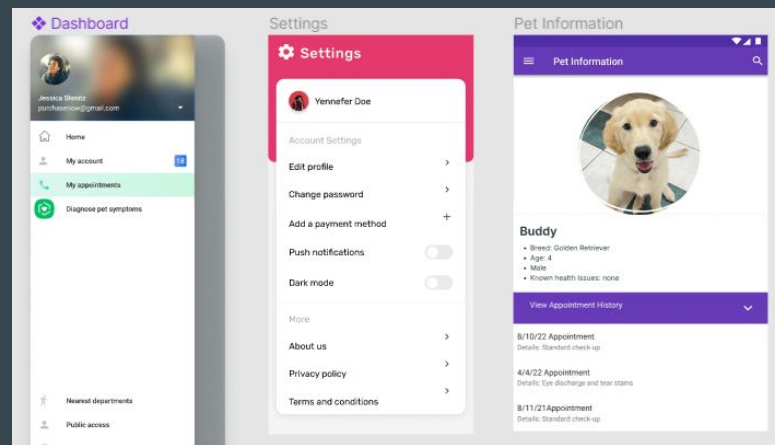 Dashboard
Jessica Shmitz
porchasenow@gmail.com
Home
My account
18
My appointments
Diagnose pet symptoms
Nearest departments
Public access
Settings
Settings
Yennefer Doe
Account Settings
Edit profile
Change password
Add a payment method
Push notifications
Dark mode
More
About us
Privacy policy
Terms and conditions
Pet Information
Pet Information
Buddy
• Breed: Golden Retriever
• Age: 4
• Male
• Known health issues: none
View Appointment History
8/10/22 Appointment
Details: Standard check-up
4/4/22 Appointment
Details: Eye discharge and tear stains
8/11/21Appointment
Details: Standard check-up